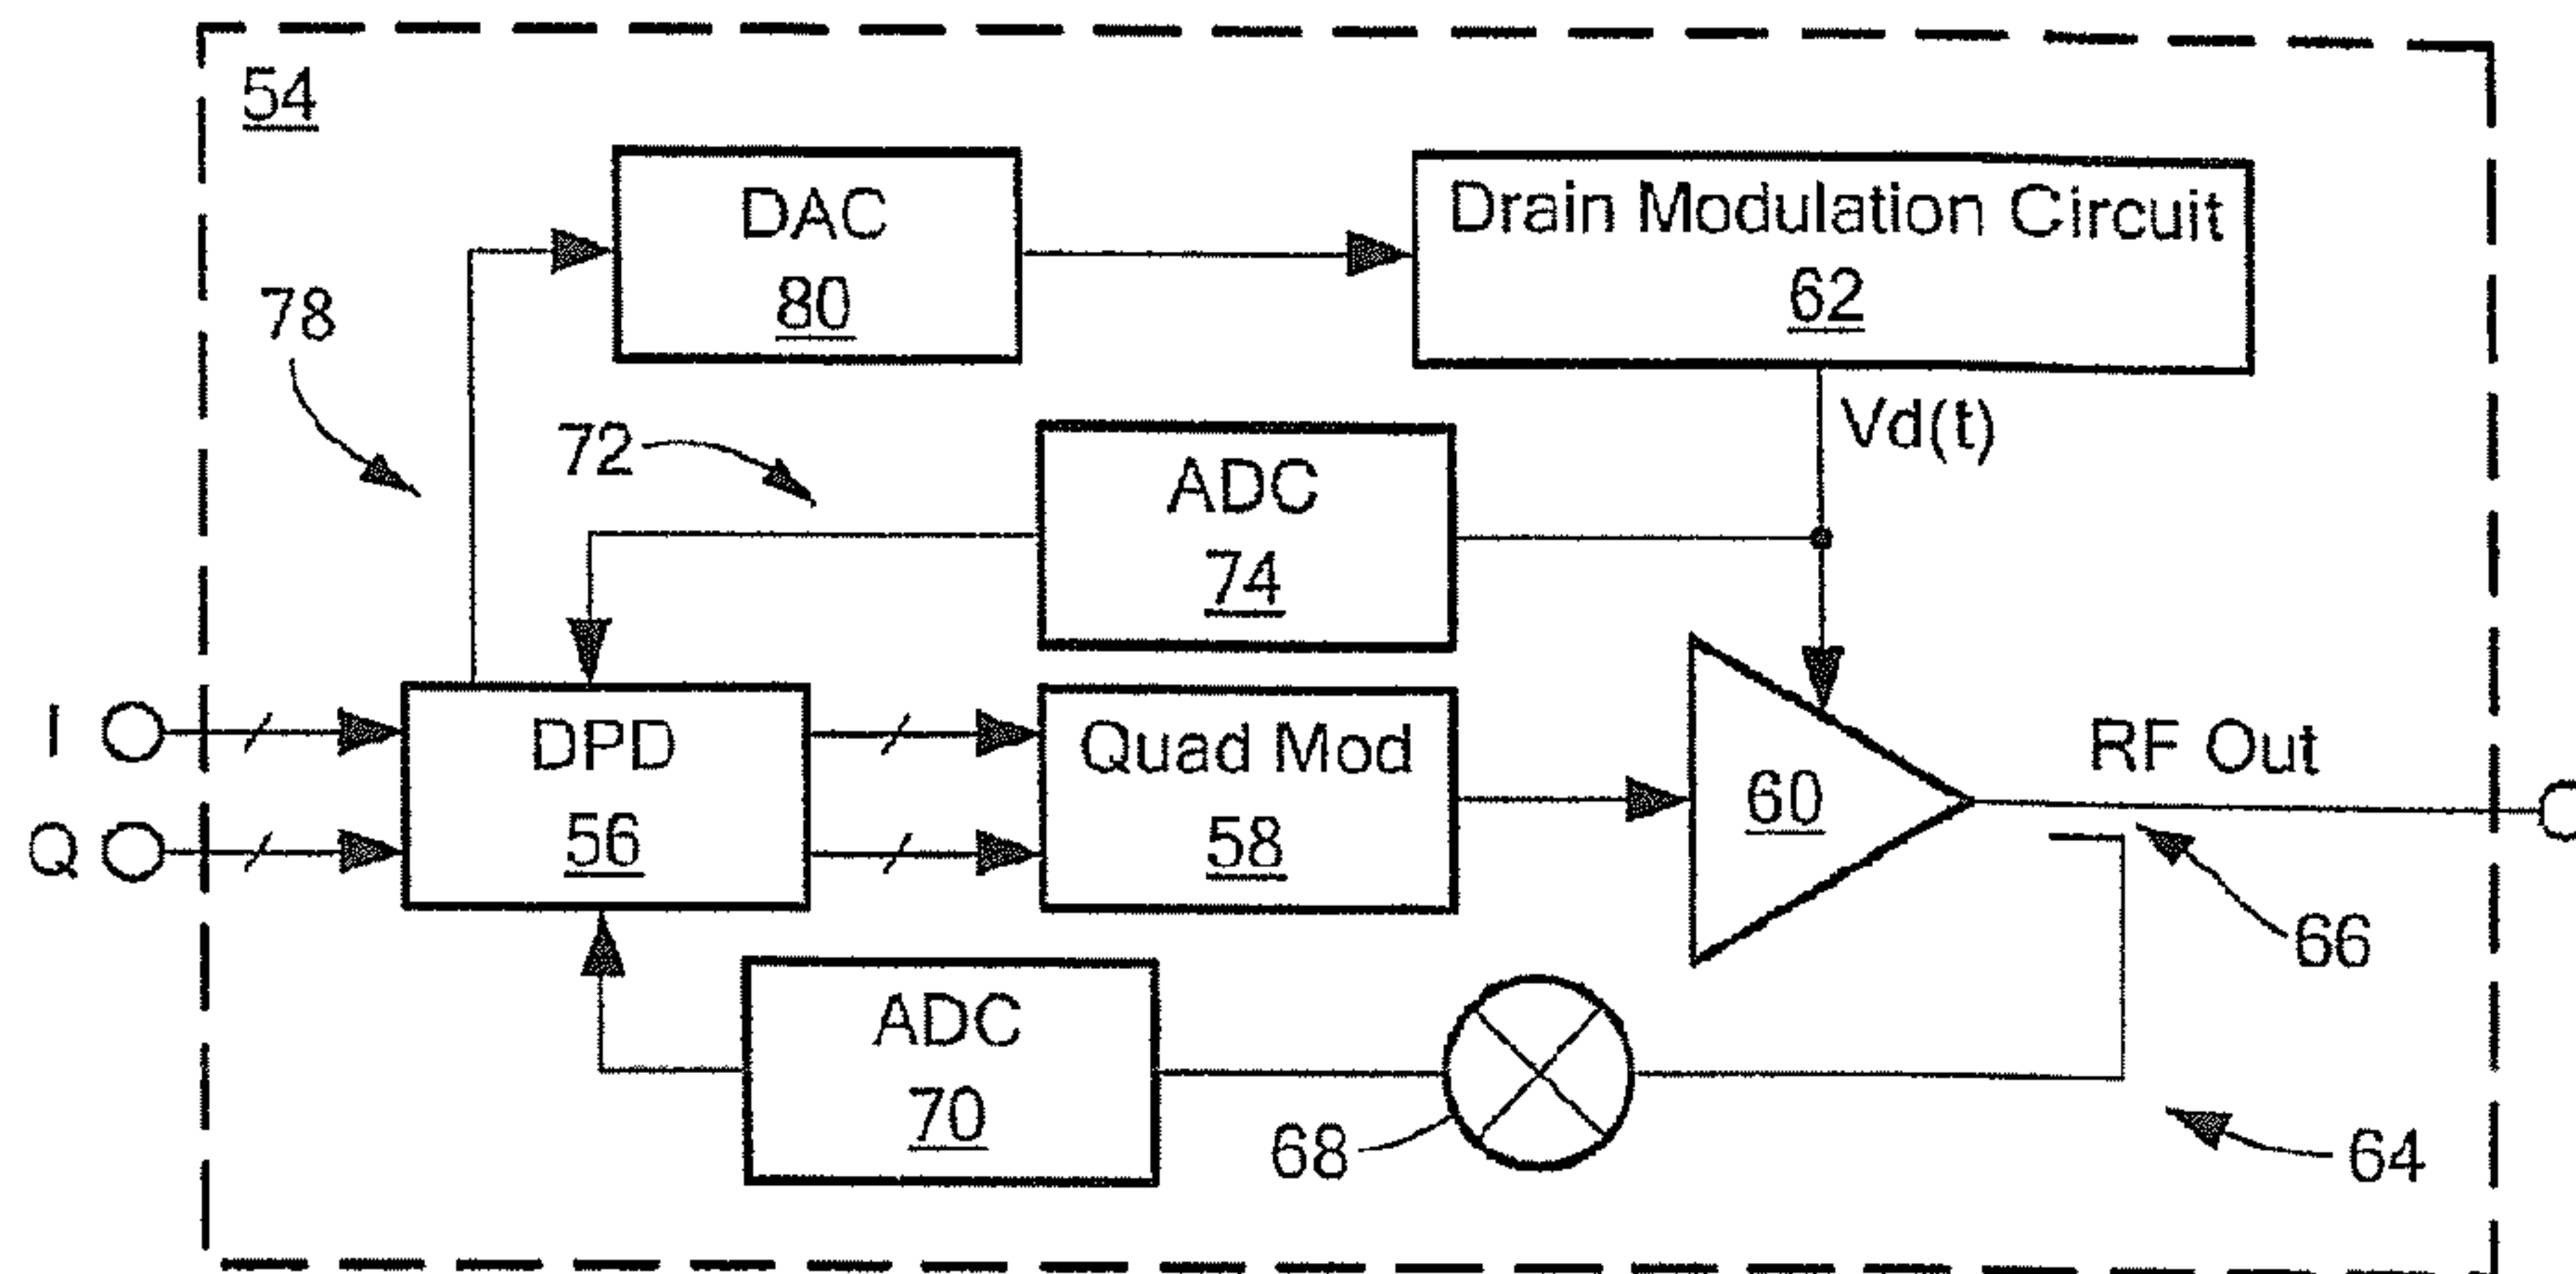 54
DAC
80
Drain Modulation Circuit
62
78
72
Vd(t)
ADC
74
I
Q
DPD
56
Quad Mod
58
60
RF Out
66
ADC
70
68
64